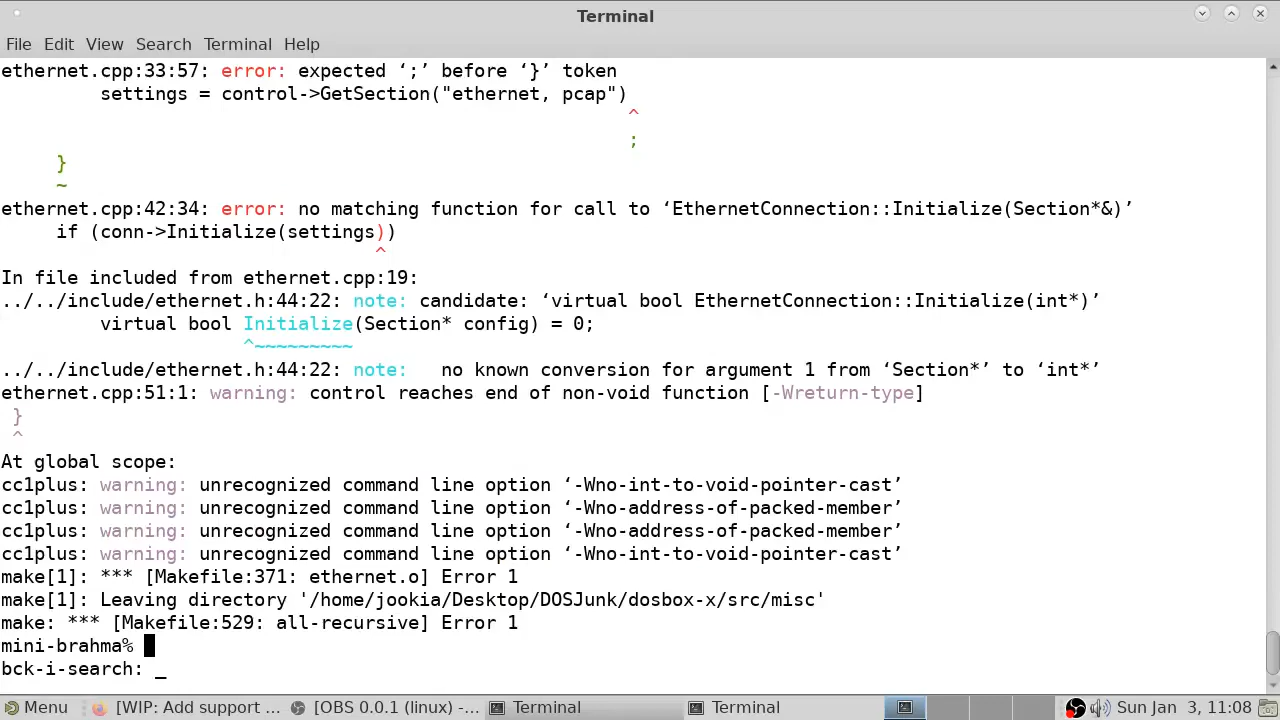 Terminal
File Edit View Search Terminal Help
ethernet.cpp:33:57: error: expected ‘;’ before ‘}’ token
settings = control->GetSection("ethernet, pcap")
^
;
}
~
ethernet.cpp:42:34: error: no matching function for call to ‘EthernetConnection::Initialize(Section*&)’
if (conn->Initialize(settings))
^
In file included from ethernet.cpp:19:
../../include/ethernet.h:44:22: note: candidate: ‘virtual bool EthernetConnection::Initialize(int*)’
virtual bool Initialize(Section* config) = 0;
^~~~~~~~~~
../../include/ethernet.h:44:22: note:   no known conversion for argument 1 from ‘Section*’ to ‘int*’
ethernet.cpp:51:1: warning: control reaches end of non-void function [-Wreturn-type]
}
^
At global scope:
cc1plus: warning: unrecognized command line option ‘-Wno-int-to-void-pointer-cast’
cc1plus: warning: unrecognized command line option ‘-Wno-address-of-packed-member’
cc1plus: warning: unrecognized command line option ‘-Wno-address-of-packed-member’
cc1plus: warning: unrecognized command line option ‘-Wno-int-to-void-pointer-cast’
make[1]: *** [Makefile:371: ethernet.o] Error 1
make[1]: Leaving directory '/home/jookia/Desktop/DOSJunk/dosbox-x/src/misc'
make: *** [Makefile:529: all-recursive] Error 1
mini-brahma%
bck-i-search: _
Menu [WIP: Add support ... [OBS 0.0.1 (linux) -... Terminal Terminal Sun Jan 3, 11:08